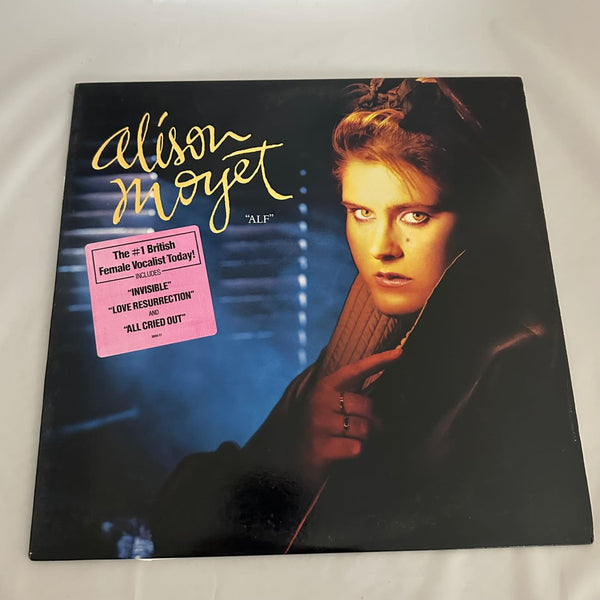 alison
moyet
"ALF"
The #1 British
Female Vocalist Today!
INCLUDES
"INVISIBLE"
"LOVE RESURRECTION"
AND
"ALL CRIED OUT"